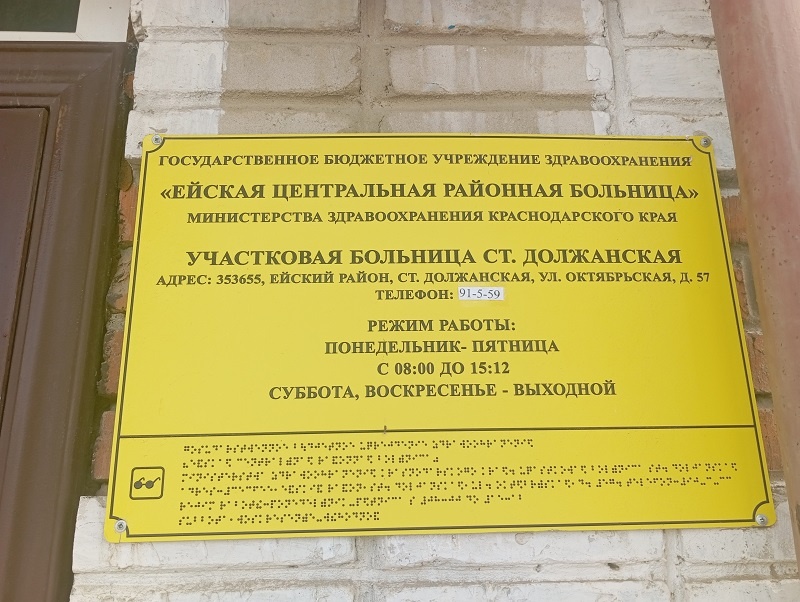 ГОСУДАРСТВЕННОЕ БЮДЖЕТНОЕ УЧРЕЖДЕНИЕ ЗДРАВООХРАНЕНИЯ
«ЕЙСКАЯ ЦЕНТРАЛЬНАЯ РАЙОННАЯ БОЛЬНИЦА»
МИНИСТЕРСТВА ЗДРАВООХРАНЕНИЯ КРАСНОДАРСКОГО КРАЯ
УЧАСТКОВАЯ БОЛЬНИЦА СТ. ДОЛЖАНСКАЯ
АДРЕС: 353655, ЕЙСКИЙ РАЙОН, СТ. ДОЛЖАНСКАЯ, УЛ. ОКТЯБРЬСКАЯ, Д. 57
ТЕЛЕФОН: 91-5-59
РЕЖИМ РАБОТЫ:
ПОНЕДЕЛЬНИК- ПЯТНИЦА
С 08:00 ДО 15:12
СУББОТА, ВОСКРЕСЕНЬЕ - ВЫХОДНОЙ